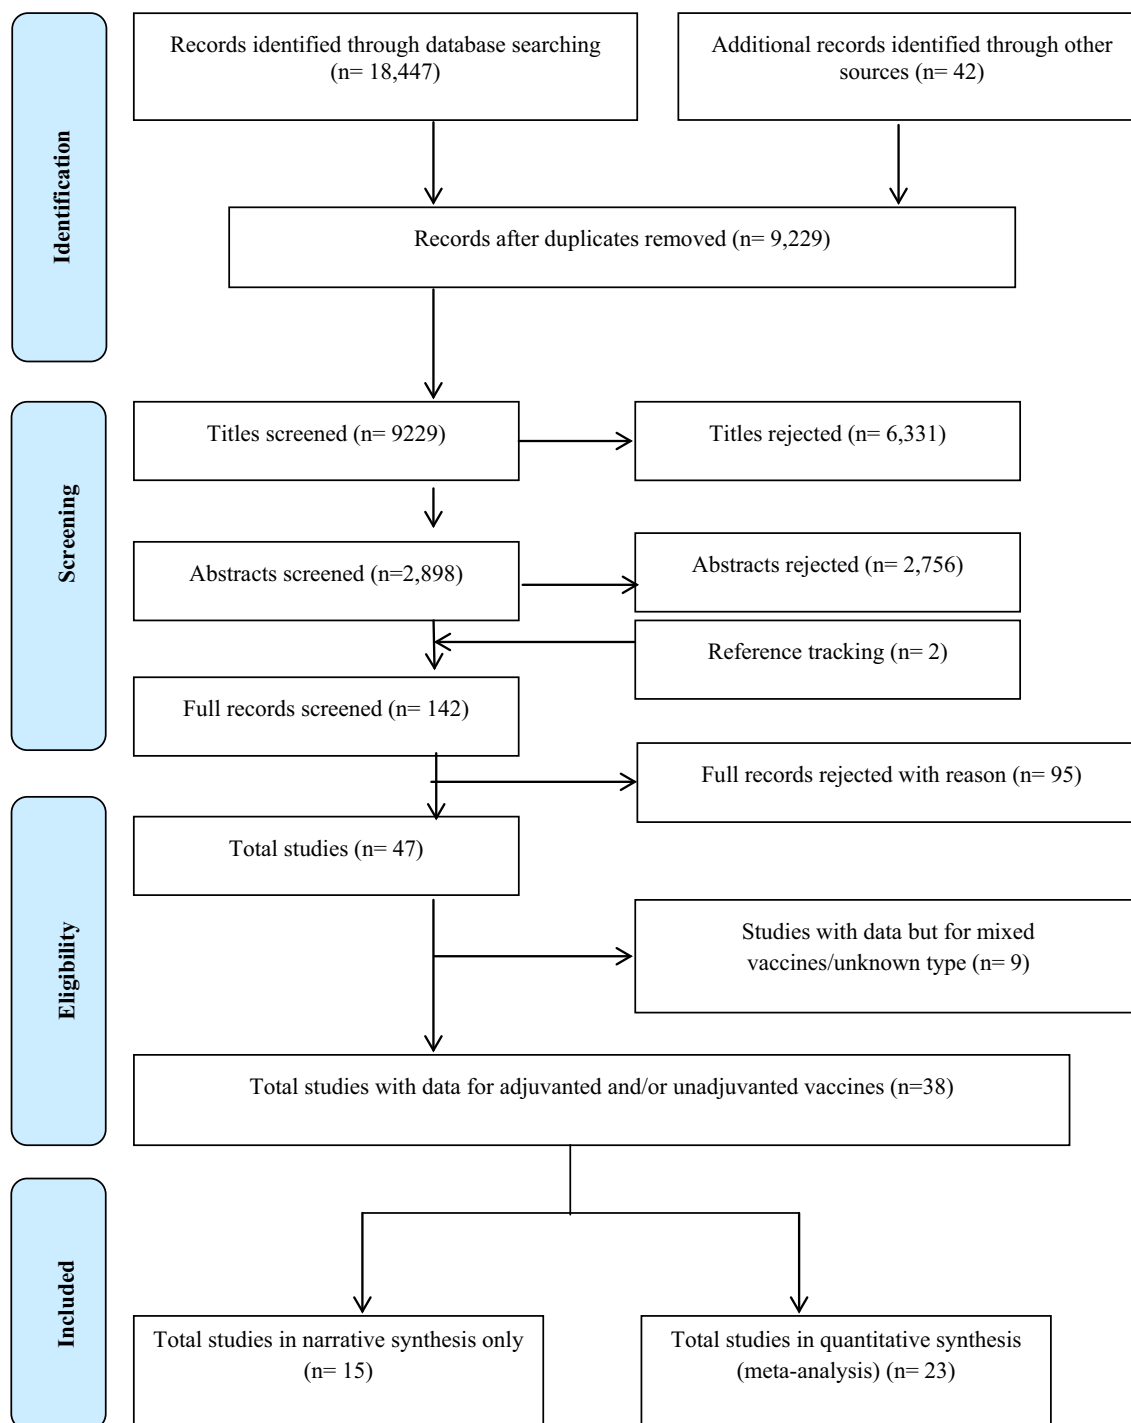 Identification
Records identified through database searching
(n= 18,447)
Additional records identified through other
sources (n= 42)
Records after duplicates removed (n= 9,229)
Screening
Titles screened (n= 9229)
Titles rejected (n= 6,331)
Abstracts screened (n=2,898)
Abstracts rejected (n= 2,756)
Reference tracking (n= 2)
Full records screened (n= 142)
Full records rejected with reason (n= 95)
Eligibility
Total studies (n= 47)
Studies with data but for mixed
vaccines/unknown type (n= 9)
Total studies with data for adjuvanted and/or unadjuvanted vaccines (n=38)
Included
Total studies in narrative synthesis only
(n= 15)
Total studies in quantitative synthesis
(meta-analysis) (n= 23)